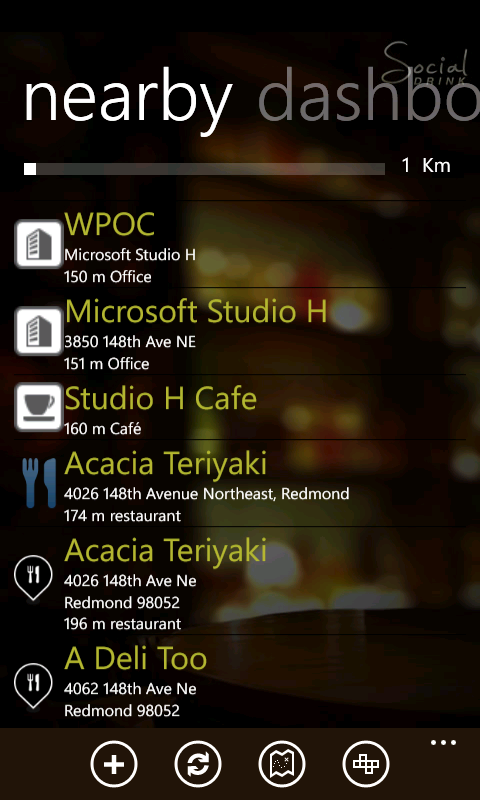 Social
DRINK
nearby dashbo
1 Km
WPOC
Microsoft Studio H
150 m Office
Microsoft Studio H
3850 148th Ave NE
151 m Office
Studio H Cafe
160 m Café
Acacia Teriyaki
4026 148th Avenue Northeast, Redmond
174 m restaurant
Acacia Teriyaki
4026 148th Ave Ne
Redmond 98052
196 m restaurant
A Deli Too
4062 148th Ave Ne
Redmond 98052